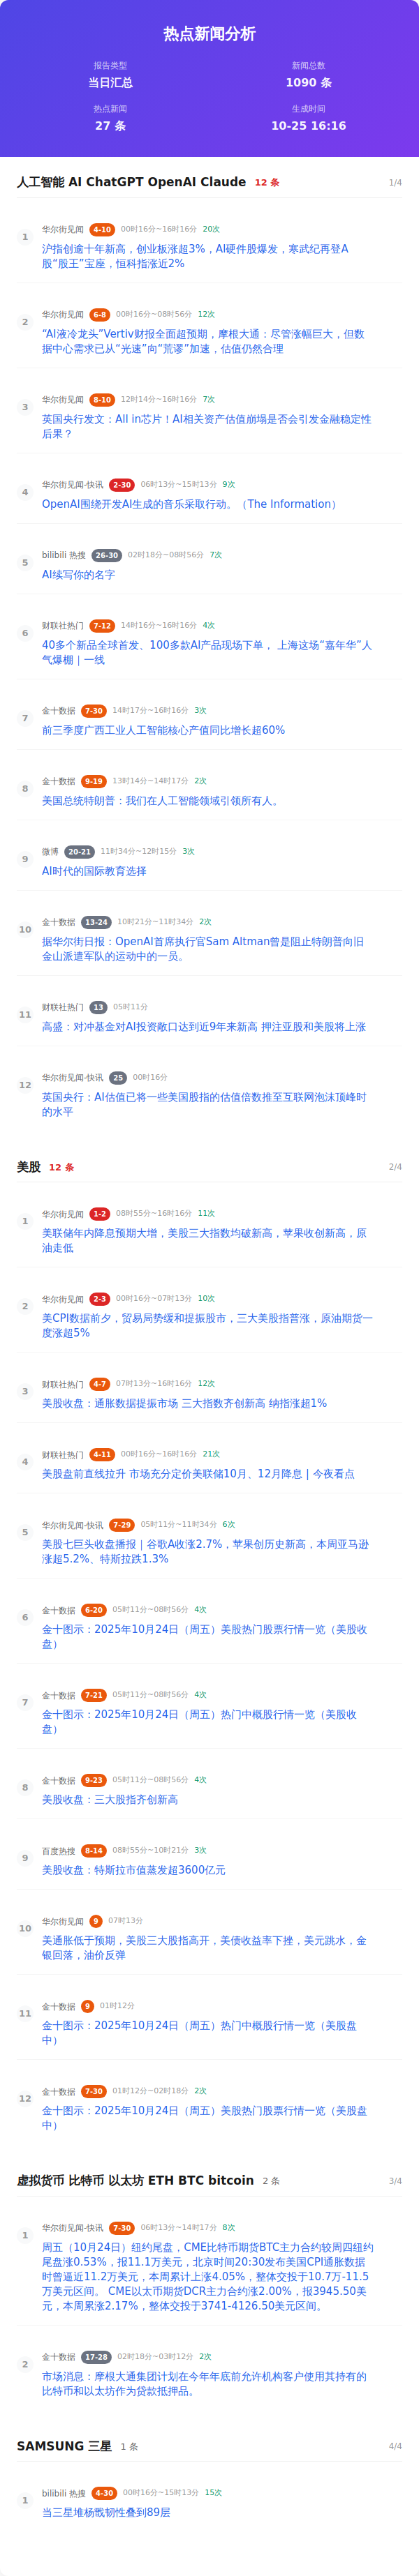 热点新闻分析
报告类型
当日汇总
新闻总数
1090 条
热点新闻
27 条
生成时间
10-25 16:16
人工智能 AI ChatGPT OpenAI Claude 12 条 1/4
1
华尔街见闻 4-10 00时16分~16时16分 20次
沪指创逾十年新高，创业板涨超3%，AI硬件股爆发，寒武纪再登A
股“股王”宝座，恒科指涨近2%
2
华尔街见闻 6-8 00时16分~08时56分 12次
“AI液冷龙头”Vertiv财报全面超预期，摩根大通：尽管涨幅巨大，但数
据中心需求已从“光速”向“荒谬”加速，估值仍然合理
3
华尔街见闻 8-10 12时14分~16时16分 7次
英国央行发文：All in芯片！AI相关资产估值崩塌是否会引发金融稳定性
后果？
4
华尔街见闻-快讯 2-30 06时13分~15时13分 9次
OpenAI围绕开发AI生成的音乐采取行动。（The Information）
5
bilibili 热搜 26-30 02时18分~08时56分 7次
AI续写你的名字
6
财联社热门 7-12 14时16分~16时16分 4次
40多个新品全球首发、100多款AI产品现场下单， 上海这场“嘉年华”人
气爆棚｜一线
7
金十数据 7-30 14时17分~16时16分 3次
前三季度广西工业人工智能核心产值同比增长超60%
8
金十数据 9-19 13时14分~14时17分 2次
美国总统特朗普：我们在人工智能领域引领所有人。
9
微博 20-21 11时34分~12时15分 3次
AI时代的国际教育选择
10
金十数据 13-24 10时21分~11时34分 2次
据华尔街日报：OpenAI首席执行官Sam Altman曾是阻止特朗普向旧
金山派遣军队的运动中的一员。
11
财联社热门 13 05时11分
高盛：对冲基金对AI投资敞口达到近9年来新高 押注亚股和美股将上涨
12
华尔街见闻-快讯 25 00时16分
英国央行：AI估值已将一些美国股指的估值倍数推至互联网泡沫顶峰时
的水平
美股 12 条 2/4
1
华尔街见闻 1-2 08时55分~16时16分 11次
美联储年内降息预期大增，美股三大指数均破新高，苹果收创新高，原
油走低
2
华尔街见闻 2-3 00时16分~07时13分 10次
美CPI数据前夕，贸易局势缓和提振股市，三大美股指普涨，原油期货一
度涨超5%
3
财联社热门 4-7 07时13分~16时16分 12次
美股收盘：通胀数据提振市场 三大指数齐创新高 纳指涨超1%
4
财联社热门 4-11 00时16分~16时16分 21次
美股盘前直线拉升 市场充分定价美联储10月、12月降息 | 今夜看点
5
华尔街见闻-快讯 7-29 05时11分~11时34分 6次
美股七巨头收盘播报｜谷歌A收涨2.7%，苹果创历史新高，本周亚马逊
涨超5.2%、特斯拉跌1.3%
6
金十数据 6-20 05时11分~08时56分 4次
金十图示：2025年10月24日（周五）美股热门股票行情一览（美股收
盘）
7
金十数据 7-21 05时11分~08时56分 4次
金十图示：2025年10月24日（周五）热门中概股行情一览（美股收
盘）
8
金十数据 9-23 05时11分~08时56分 4次
美股收盘：三大股指齐创新高
9
百度热搜 8-14 08时55分~10时21分 3次
美股收盘：特斯拉市值蒸发超3600亿元
10
华尔街见闻 9 07时13分
美通胀低于预期，美股三大股指高开，美债收益率下挫，美元跳水，金
银回落，油价反弹
11
金十数据 9 01时12分
金十图示：2025年10月24日（周五）热门中概股行情一览（美股盘
中）
12
金十数据 7-30 01时12分~02时18分 2次
金十图示：2025年10月24日（周五）美股热门股票行情一览（美股盘
中）
虚拟货币 比特币 以太坊 ETH BTC bitcoin 2 条 3/4
1
华尔街见闻-快讯 7-30 06时13分~14时17分 8次
周五（10月24日）纽约尾盘，CME比特币期货BTC主力合约较周四纽约
尾盘涨0.53%，报11.1万美元，北京时间20:30发布美国CPI通胀数据
时曾逼近11.2万美元，本周累计上涨4.05%，整体交投于10.7万-11.5
万美元区间。 CME以太币期货DCR主力合约涨2.00%，报3945.50美
元，本周累涨2.17%，整体交投于3741-4126.50美元区间。
2
金十数据 17-28 02时18分~03时12分 2次
市场消息：摩根大通集团计划在今年年底前允许机构客户使用其持有的
比特币和以太坊作为贷款抵押品。
SAMSUNG 三星 1 条 4/4
1
bilibili 热搜 4-30 00时16分~15时13分 15次
当三星堆杨戬韧性叠到89层